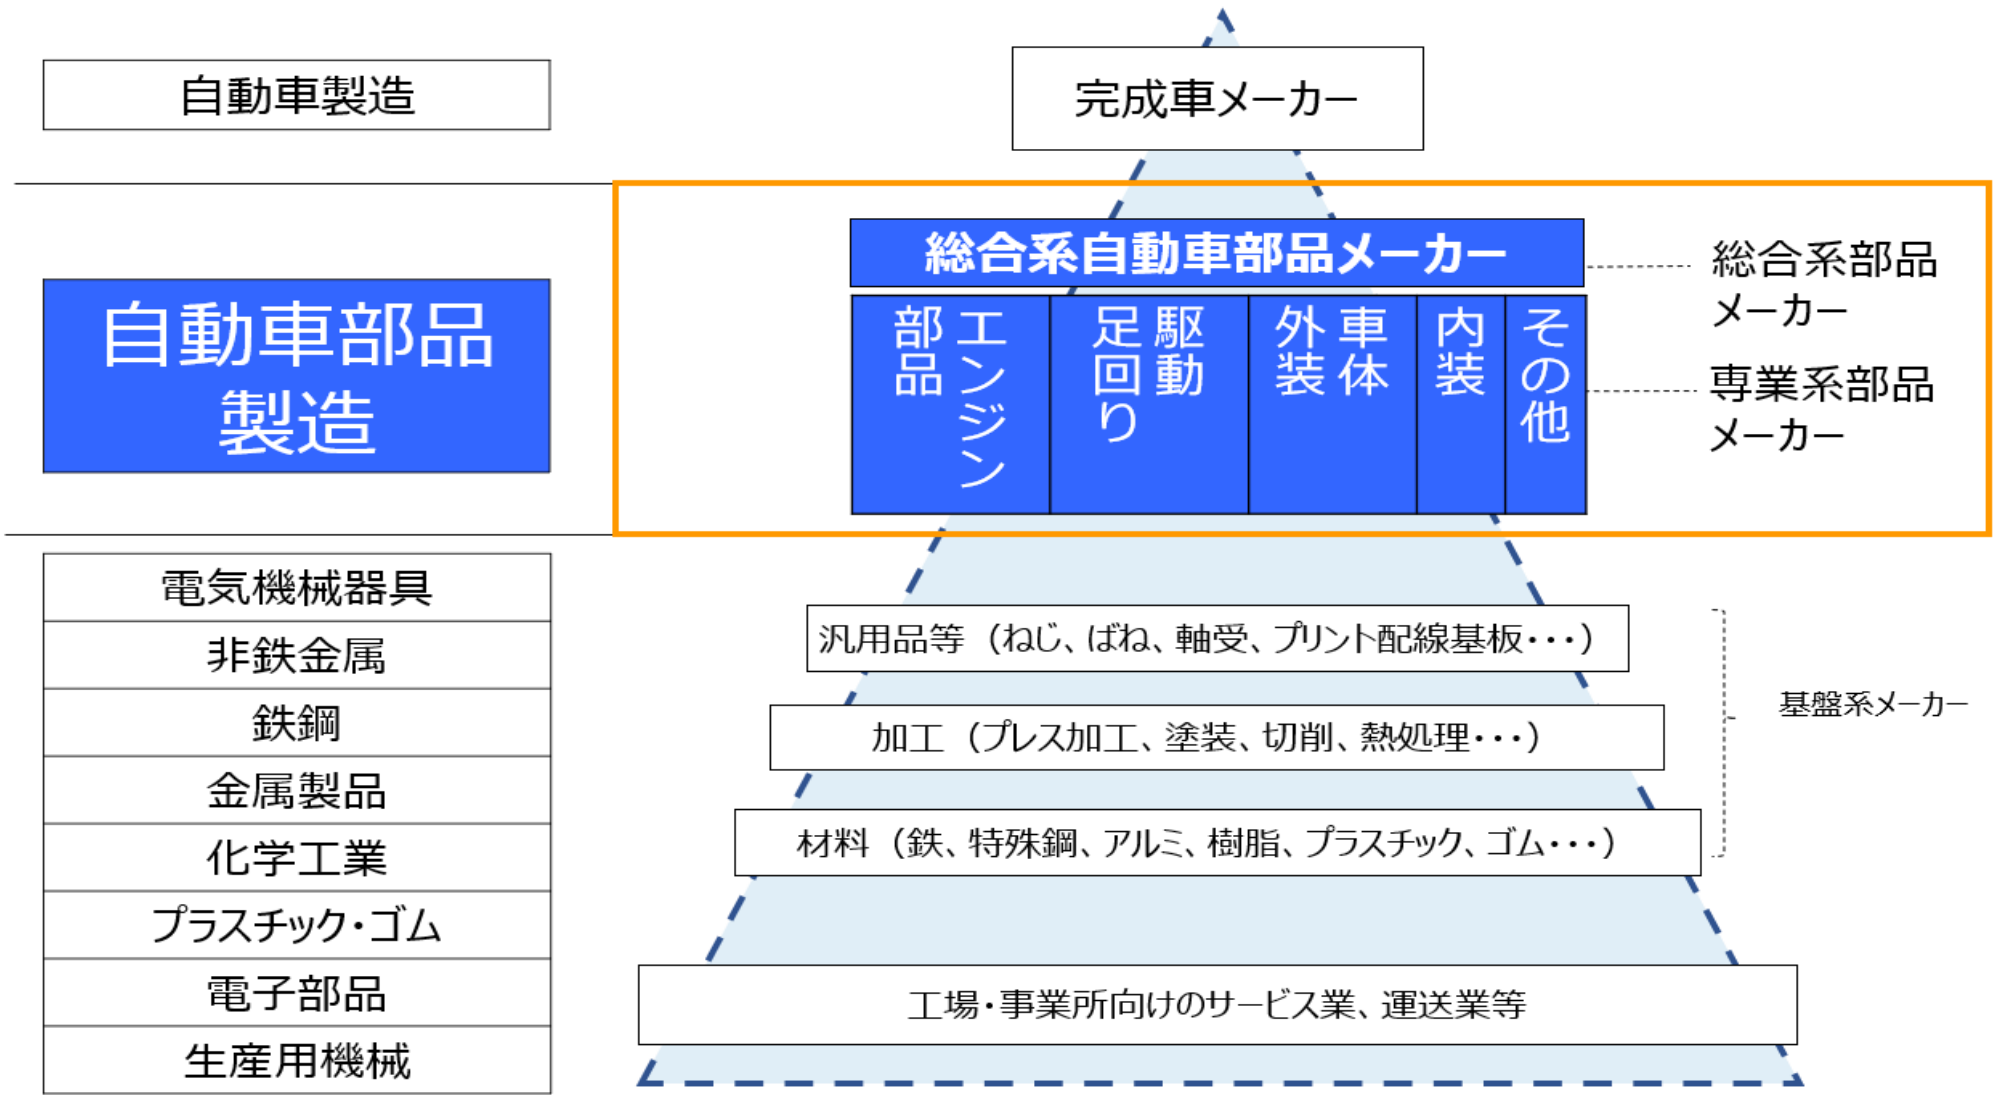 自動車製造
完成車メーカー
総合系自動車部品メーカー
総合系部品
メーカー
自動車部品
製造
エンジン
部品
駆動
足回り
車体
外装
内装
その他
専業系部品
メーカー
電気機械器具
非鉄金属
鉄鋼
金属製品
化学工業
プラスチック・ゴム
電子部品
生産用機械
汎用品等（ねじ、ばね、軸受、プリント配線基板・・・）
加工（プレス加工、塗装、切削、熱処理・・・）
材料（鉄、特殊鋼、アルミ、樹脂、プラスチック、ゴム・・・）
基盤系メーカー
工場・事業所向けのサービス業、運送業等